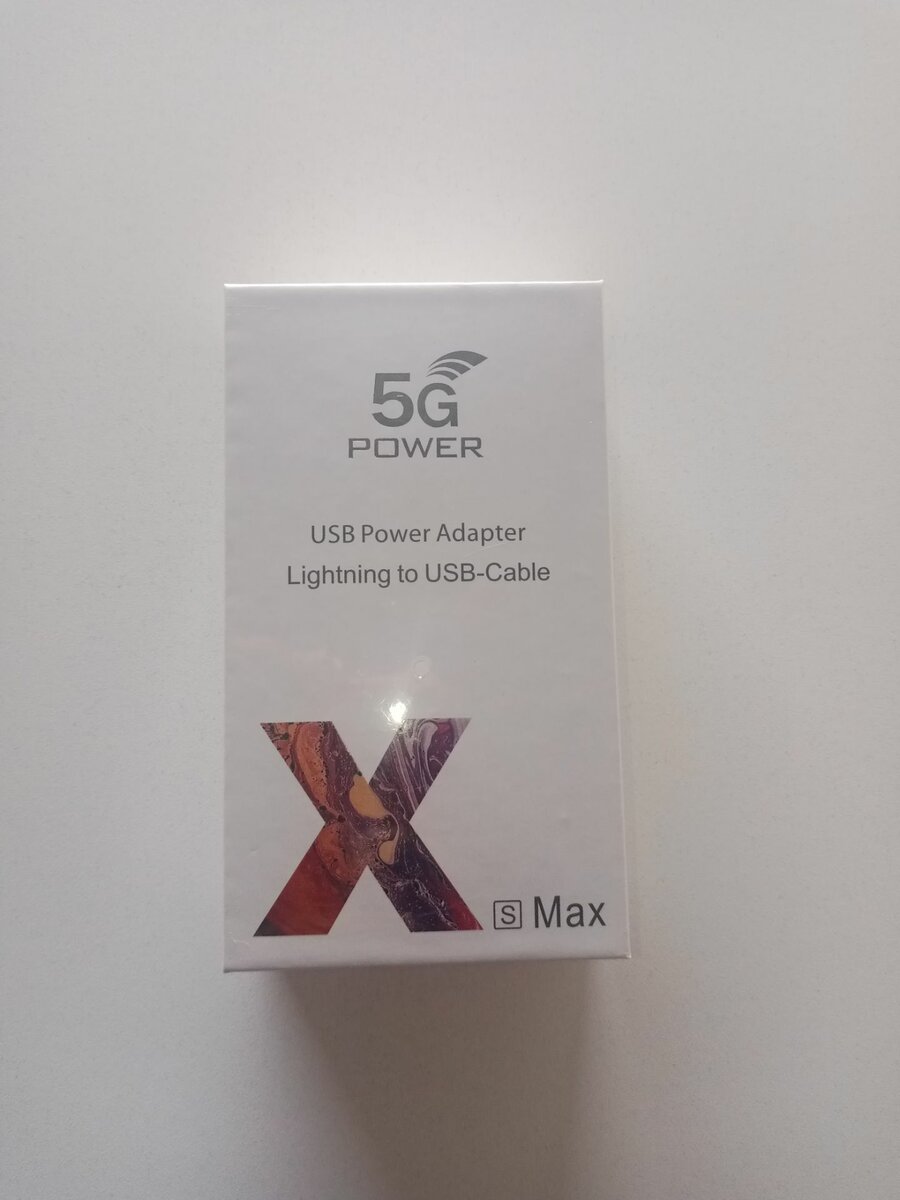 5G
POWER
USB Power Adapter
Lightning to USB-Cable
X S Max